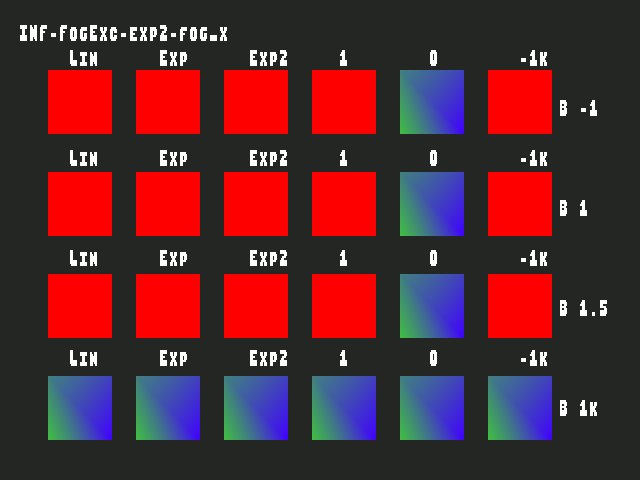 INF-FogExc-exp2-fog.x
Lin Exp Exp2 1 0 -1k
B -1
Lin Exp Exp2 1 0 -1k
B 1
Lin Exp Exp2 1 0 -1k
B 1.5
Lin Exp Exp2 1 0 -1k
B 1k